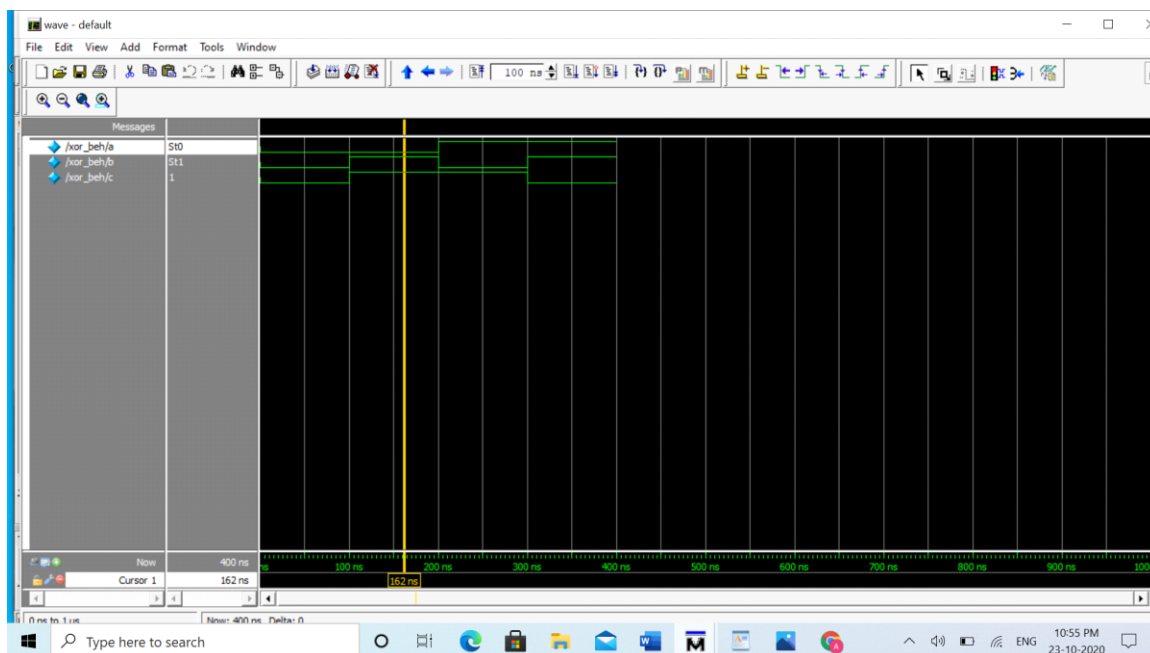 wave - default
File Edit View Add Format Tools Window
100 ns
Messages
/xor_beh/a St0
/xor_beh/b St1
/xor_beh/c 1
Now 400 ns
ns 100 ns 200 ns 300 ns 400 ns 500 ns 600 ns 700 ns 800 ns 900 ns 100
Cursor 1 162 ns
162 ns
0 ns to 1 us Now: 400 ns Delta: 0
Type here to search
ENG
10:55 PM
23-10-2020